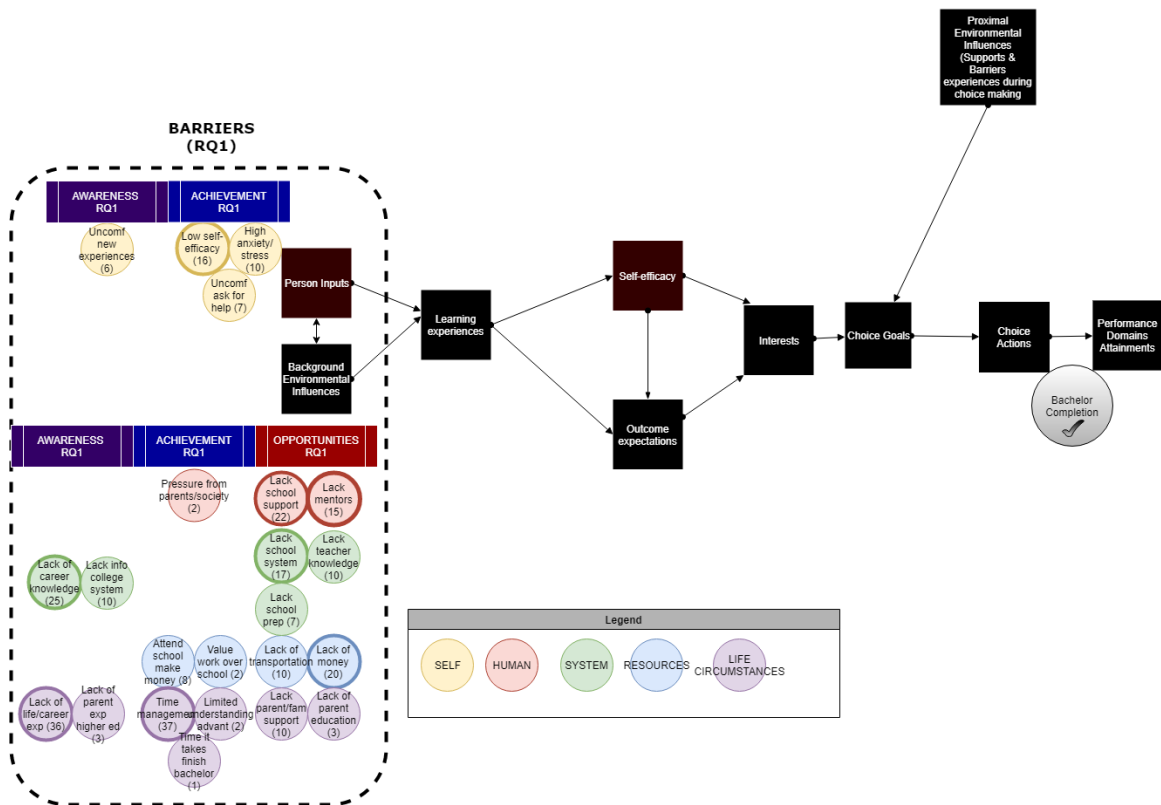 Proximal
Environmental
Influences
(Supports &
Barriers
experiences during
choice making
BARRIERS
(RQ1)
AWARENESS
RQ1
ACHIEVEMENT
RQ1
Uncomf
new
experiences
(6)
Low self-
efficacy
(16)
High
anxiety/
stress
(10)
Uncomf
ask for
help (7)
Person Inputs
Background
Environmental
Influences
Learning
experiences
Self-efficacy
Outcome
expectations
Interests
Choice Goals
Choice
Actions
Performance
Domains
Attainments
Bachelor
Completion
AWARENESS
RQ1
ACHIEVEMENT
RQ1
OPPORTUNITIES
RQ1
Pressure from
parents/society
(2)
Lack
school
support
(22)
Lack
mentors
(15)
Lack of
career
knowledge
(25)
Lack info
college
system
(10)
Lack
school
system
(17)
Lack
teacher
knowledge
(10)
Lack
school
prep
(7)
Attend
school
make
money (8)
Value
work over
school (2)
Lack of
transportation
(10)
Lack of
money
(20)
Lack of
life/career
exp (36)
Lack of
parent exp
higher ed
(3)
Time
management
(37)
Limited
understanding
advant (2)
Lack
parent/fam
support
(10)
Lack of
parent
education
(3)
Time it
takes
finish
bachelor
(1)
Legend
SELF
HUMAN
SYSTEM
RESOURCES
LIFE
CIRCUMSTANCES